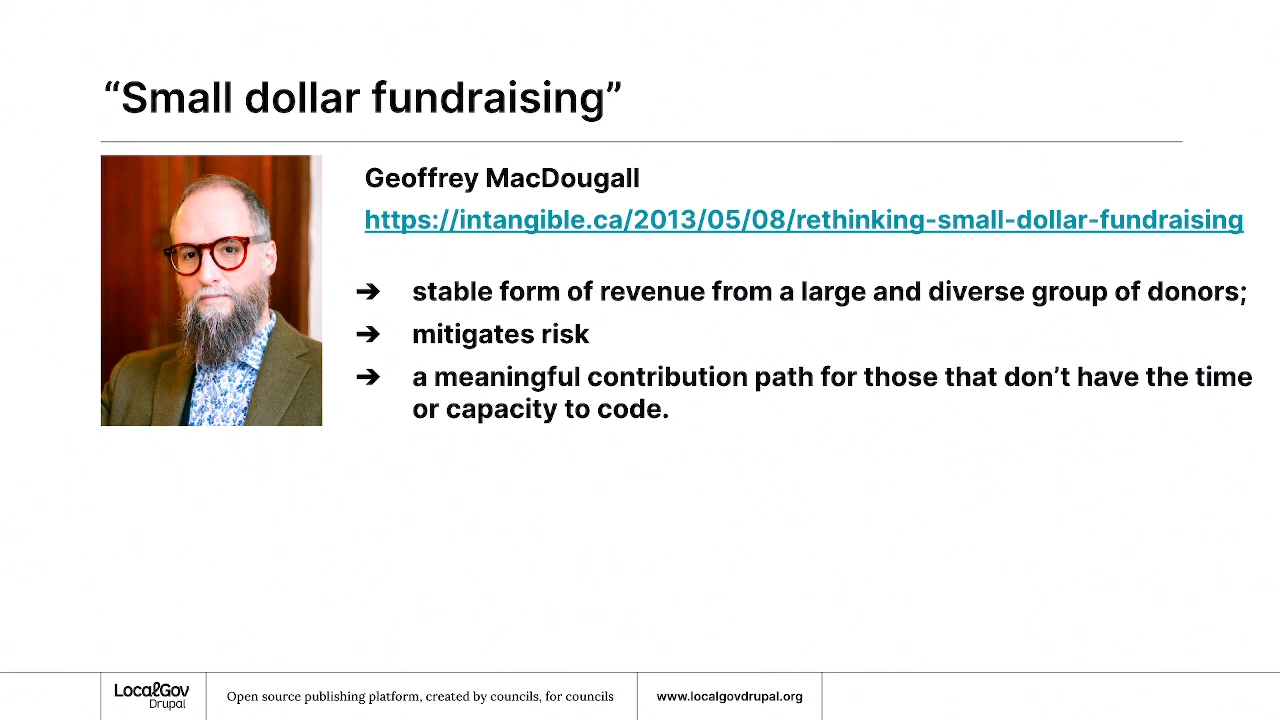 “Small dollar fundraising”
Geoffrey MacDougall
https://intangible.ca/2013/05/08/rethinking-small-dollar-fundraising
➔ stable form of revenue from a large and diverse group of donors;
➔ mitigates risk
➔ a meaningful contribution path for those that don’t have the time
or capacity to code.
LocalGov
Drupal
Open source publishing platform, created by councils, for councils
www.localgovdrupal.org